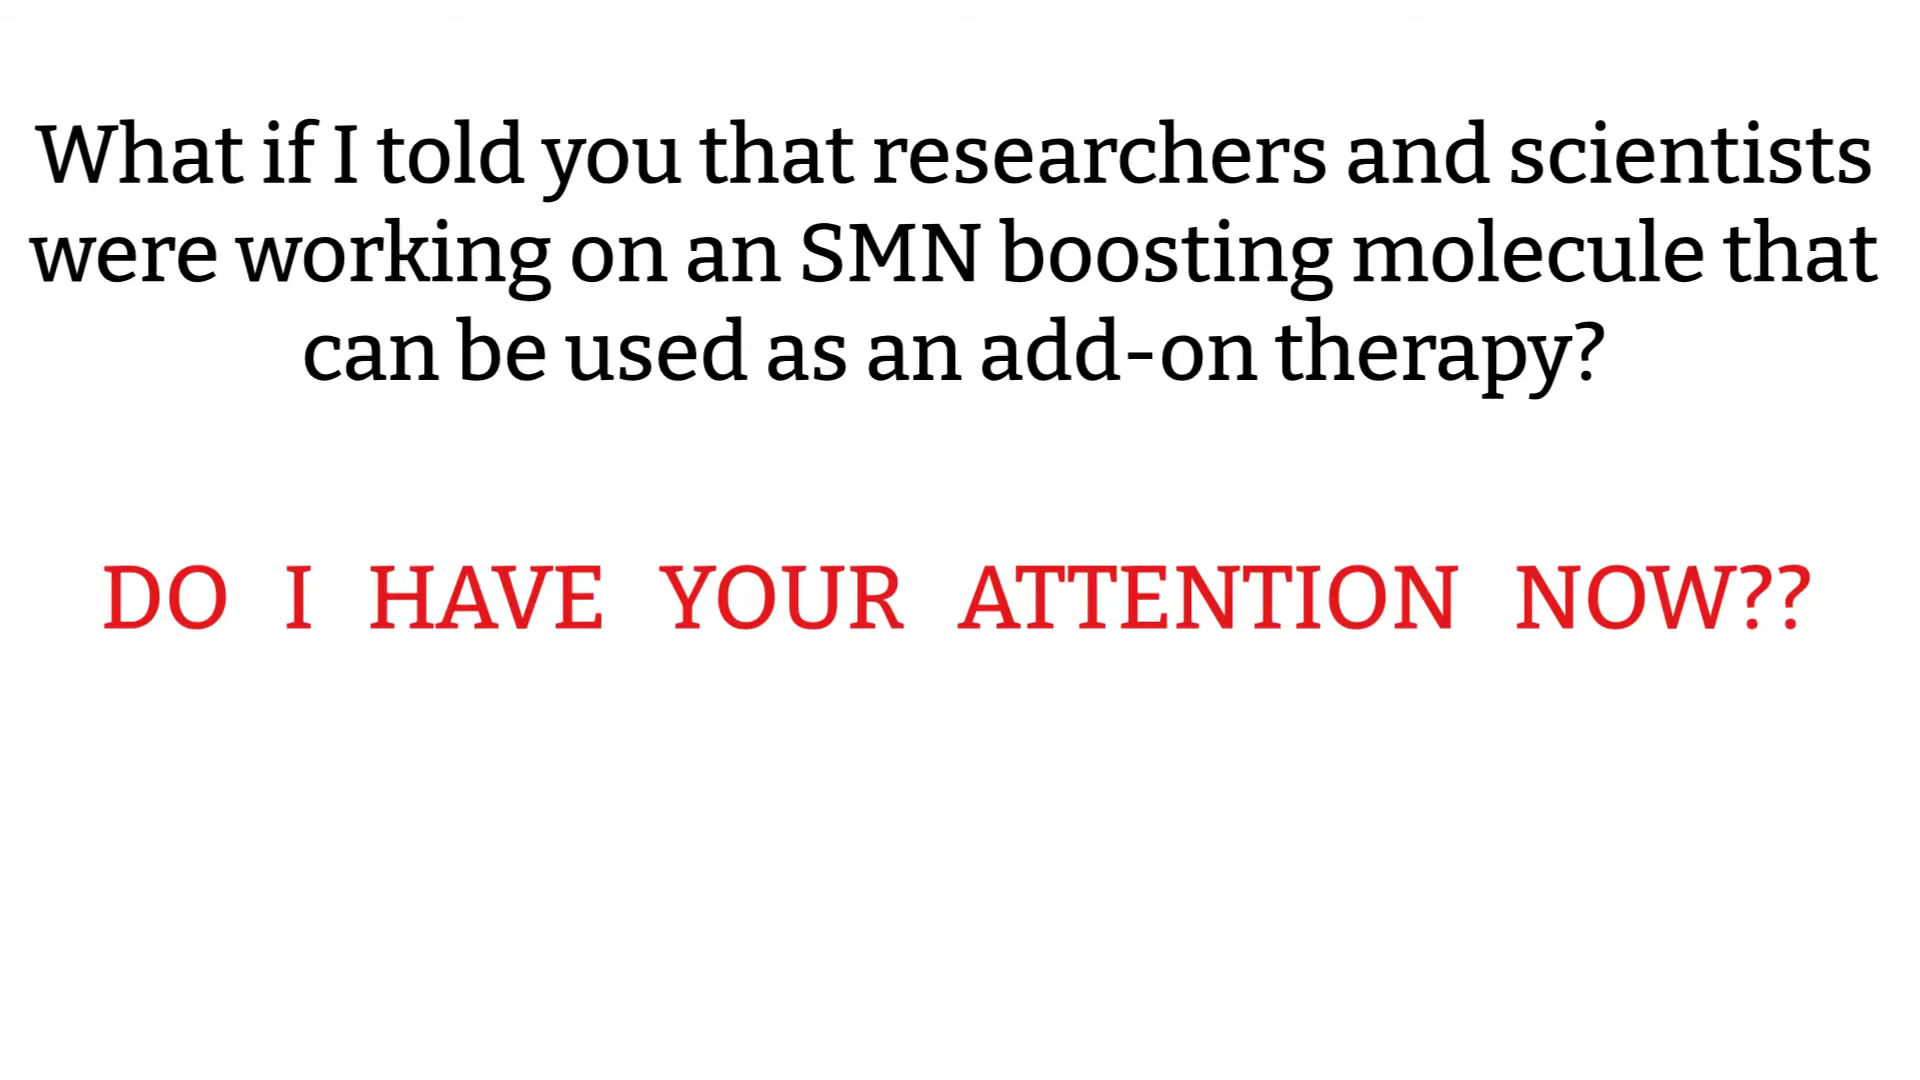 What if I told you that researchers and scientists
were working on an SMN boosting molecule that
can be used as an add-on therapy?
DO I HAVE YOUR ATTENTION NOW??